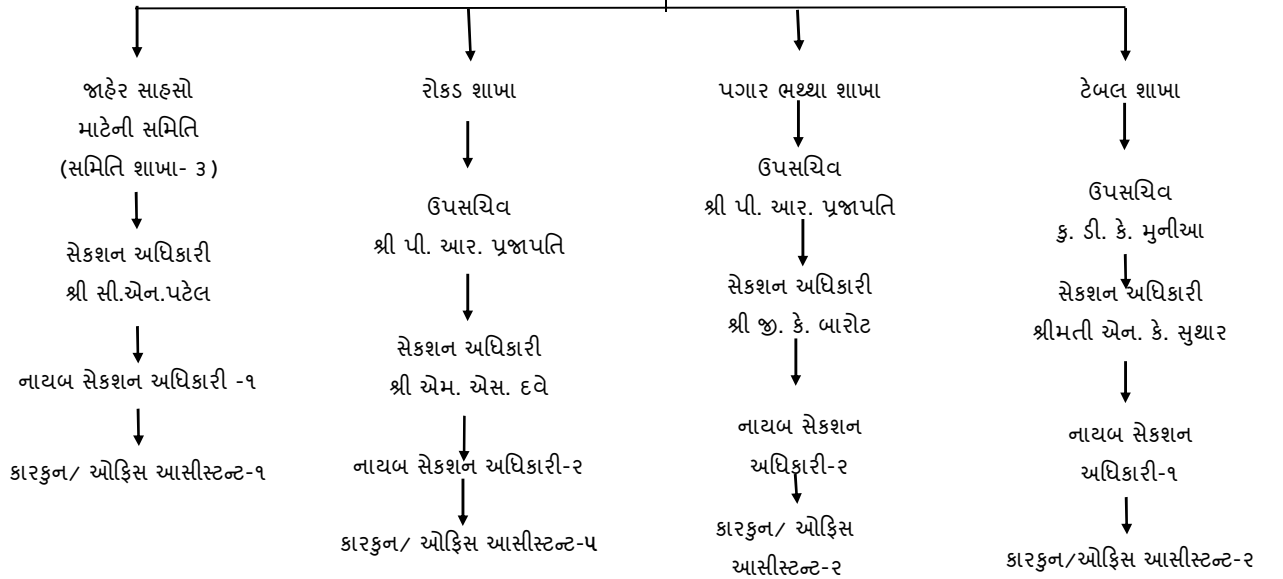 જાહેર સાહસો
માટેની સમિતિ
(સમિતિ શાખા- ૩)
સેકશન અધિકારી
શ્રી સી.એન.પટેલ
નાયબ સેકશન અધિકારી -૧
કારકુન/ ઓફિસ આસીસ્ટન્ટ-૧
રોકડ શાખા
ઉપસચિવ
શ્રી પી. આર. પ્રજાપતિ
સેકશન અધિકારી
શ્રી એમ. એસ. દવે
નાયબ સેકશન અધિકારી-૨
કારકુન/ ઓફિસ આસીસ્ટન્ટ-૫
પગાર ભથ્થા શાખા
ઉપસચિવ
શ્રી પી. આર. પ્રજાપતિ
સેકશન અધિકારી
શ્રી જી. કે. બારોટ
નાયબ સેકશન
અધિકારી-૨
કારકુન/ ઓફિસ
આસીસ્ટન્ટ-૨
ટેબલ શાખા
ઉપસચિવ
કુ. ડી. કે. મુનીઆ
સેકશન અધિકારી
શ્રીમતી એન. કે. સુથાર
નાયબ સેકશન
અધિકારી-૧
કારકુન/ઓફિસ આસીસ્ટન્ટ-૨